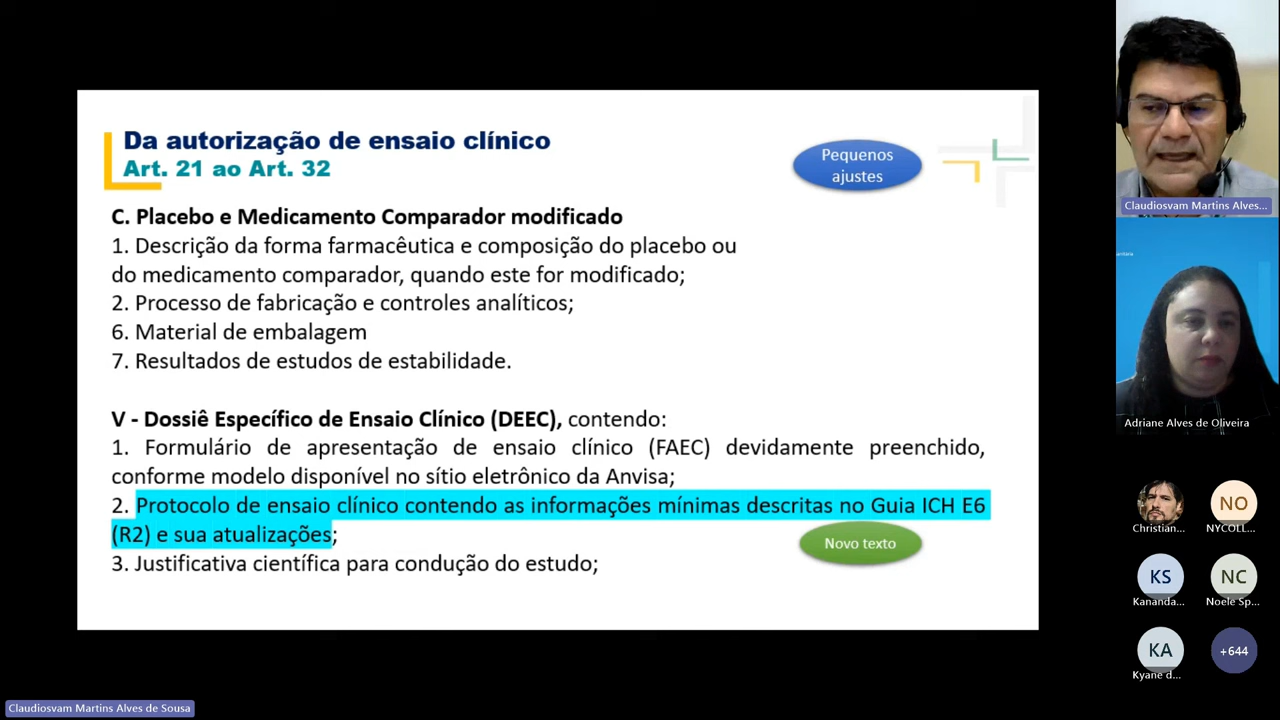 Da autorização de ensaio clínico
Art. 21 ao Art. 32
Pequenos
ajustes
C. Placebo e Medicamento Comparador modificado
1. Descrição da forma farmacêutica e composição do placebo ou
do medicamento comparador, quando este for modificado;
2. Processo de fabricação e controles analíticos;
6. Material de embalagem
7. Resultados de estudos de estabilidade.
V - Dossiê Específico de Ensaio Clínico (DEEC), contendo:
1. Formulário de apresentação de ensaio clínico (FAEC) devidamente preenchido,
conforme modelo disponível no sítio eletrônico da Anvisa;
2. Protocolo de ensaio clínico contendo as informações mínimas descritas no Guia ICH E6
(R2) e sua atualizações;
Novo texto
3. Justificativa científica para condução do estudo;
Claudiosvam Martins Alves...
Adriane Alves de Oliveira
Christian...
NO
NYCOLL...
KS
Kananda...
NC
Noele Sp...
KA
Kyane d...
+644
Claudiosvam Martins Alves de Sousa